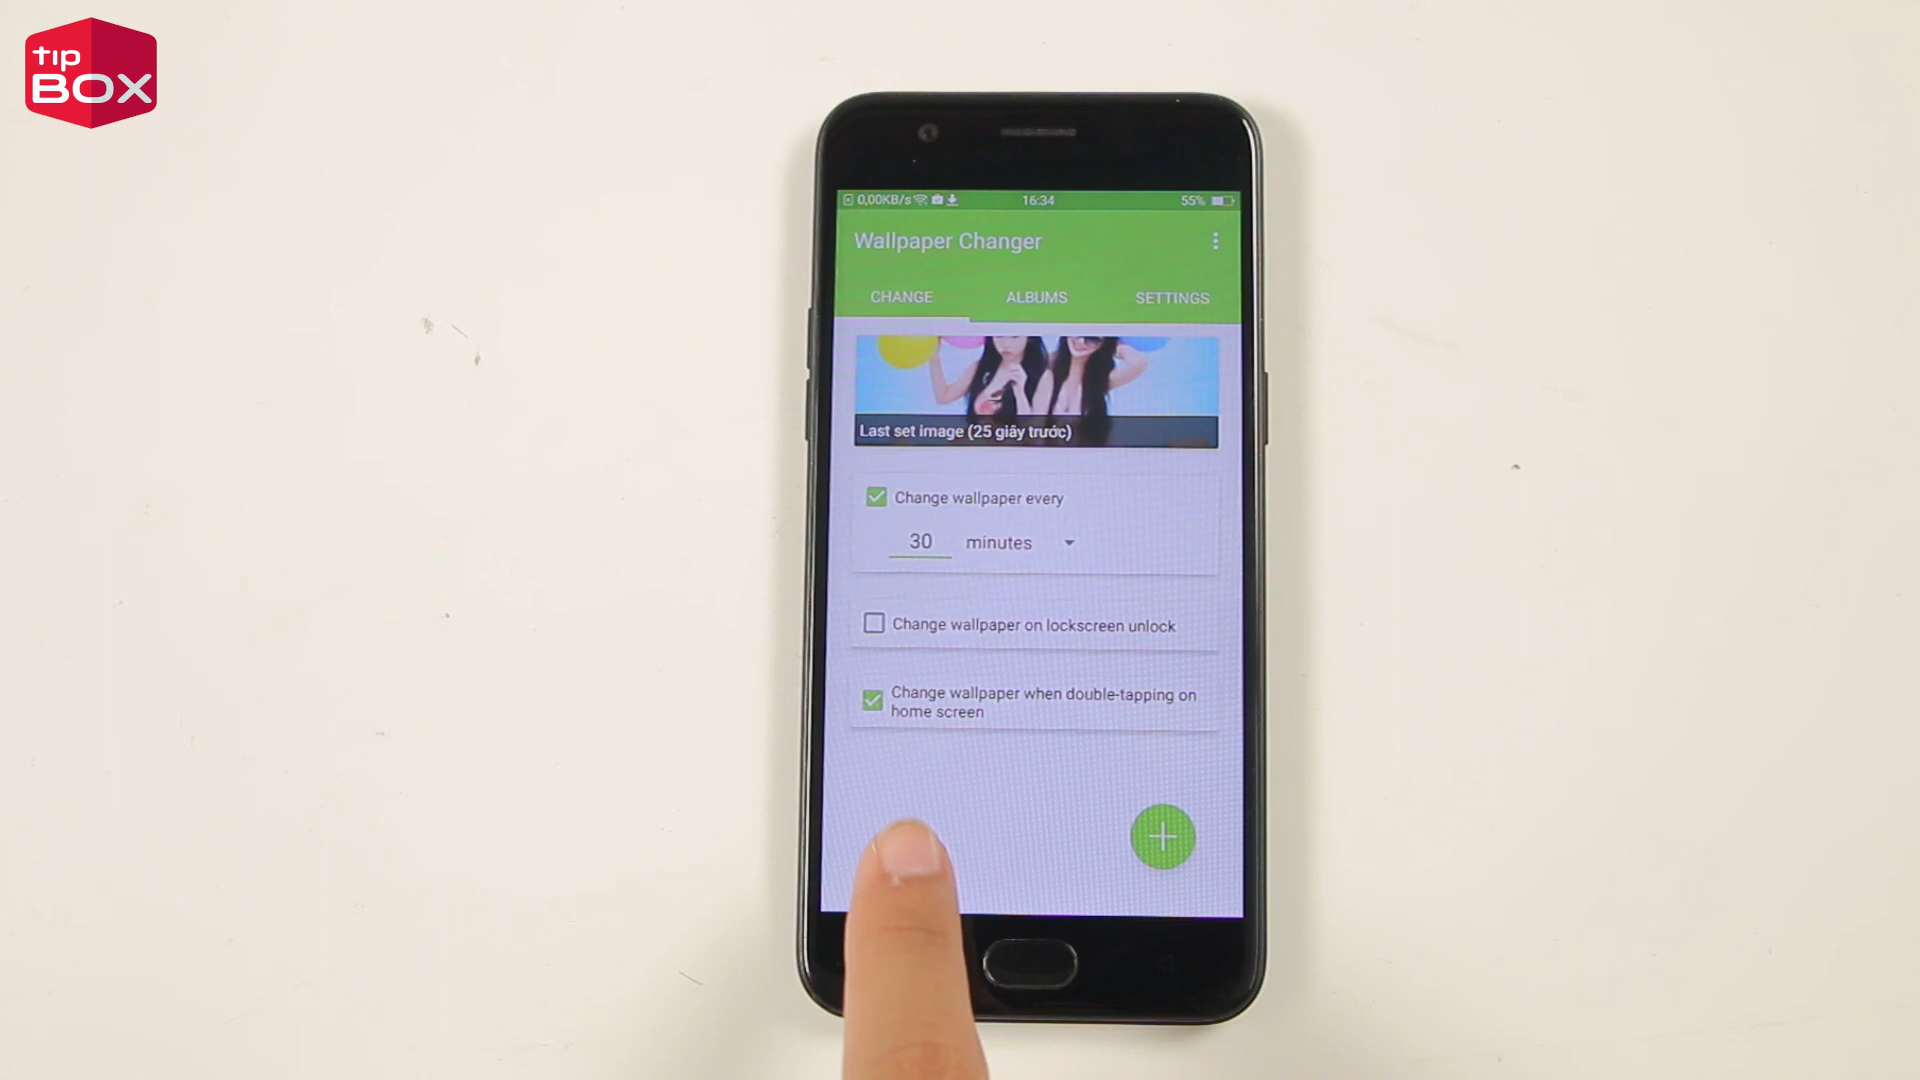 tip
BOX
0,00KB/s
16:34
55%
Wallpaper Changer
CHANGE
ALBUMS
SETTINGS
Last set image (25 giây trước)
Change wallpaper every
30 minutes
Change wallpaper on lockscreen unlock
Change wallpaper when double-tapping on
home screen